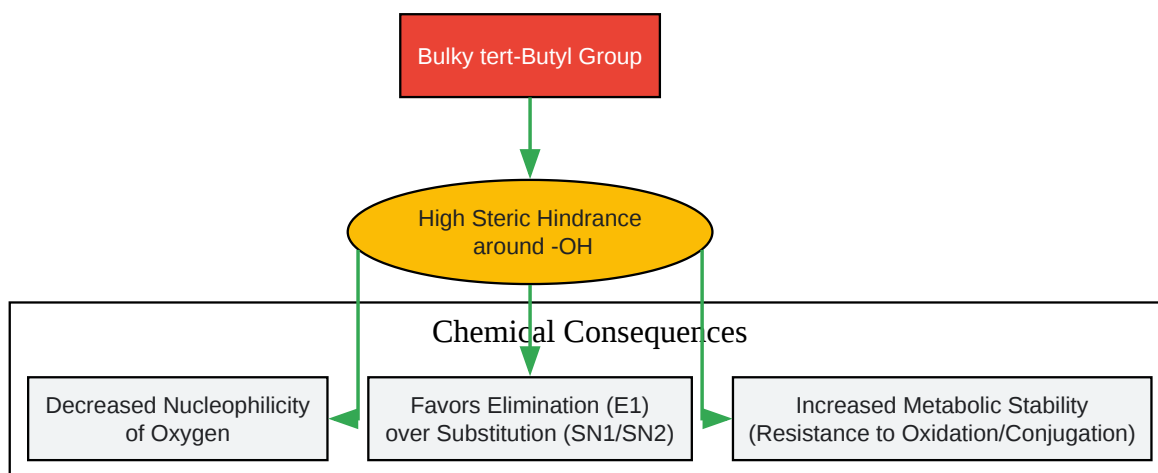 Bulky tert-Butyl Group
High Steric Hindrance
around -OH
Chemical Consequences
Decreased Nucleophilicity
of Oxygen
Favors Elimination (E1)
over Substitution (SN1/SN2)
Increased Metabolic Stability
(Resistance to Oxidation/Conjugation)